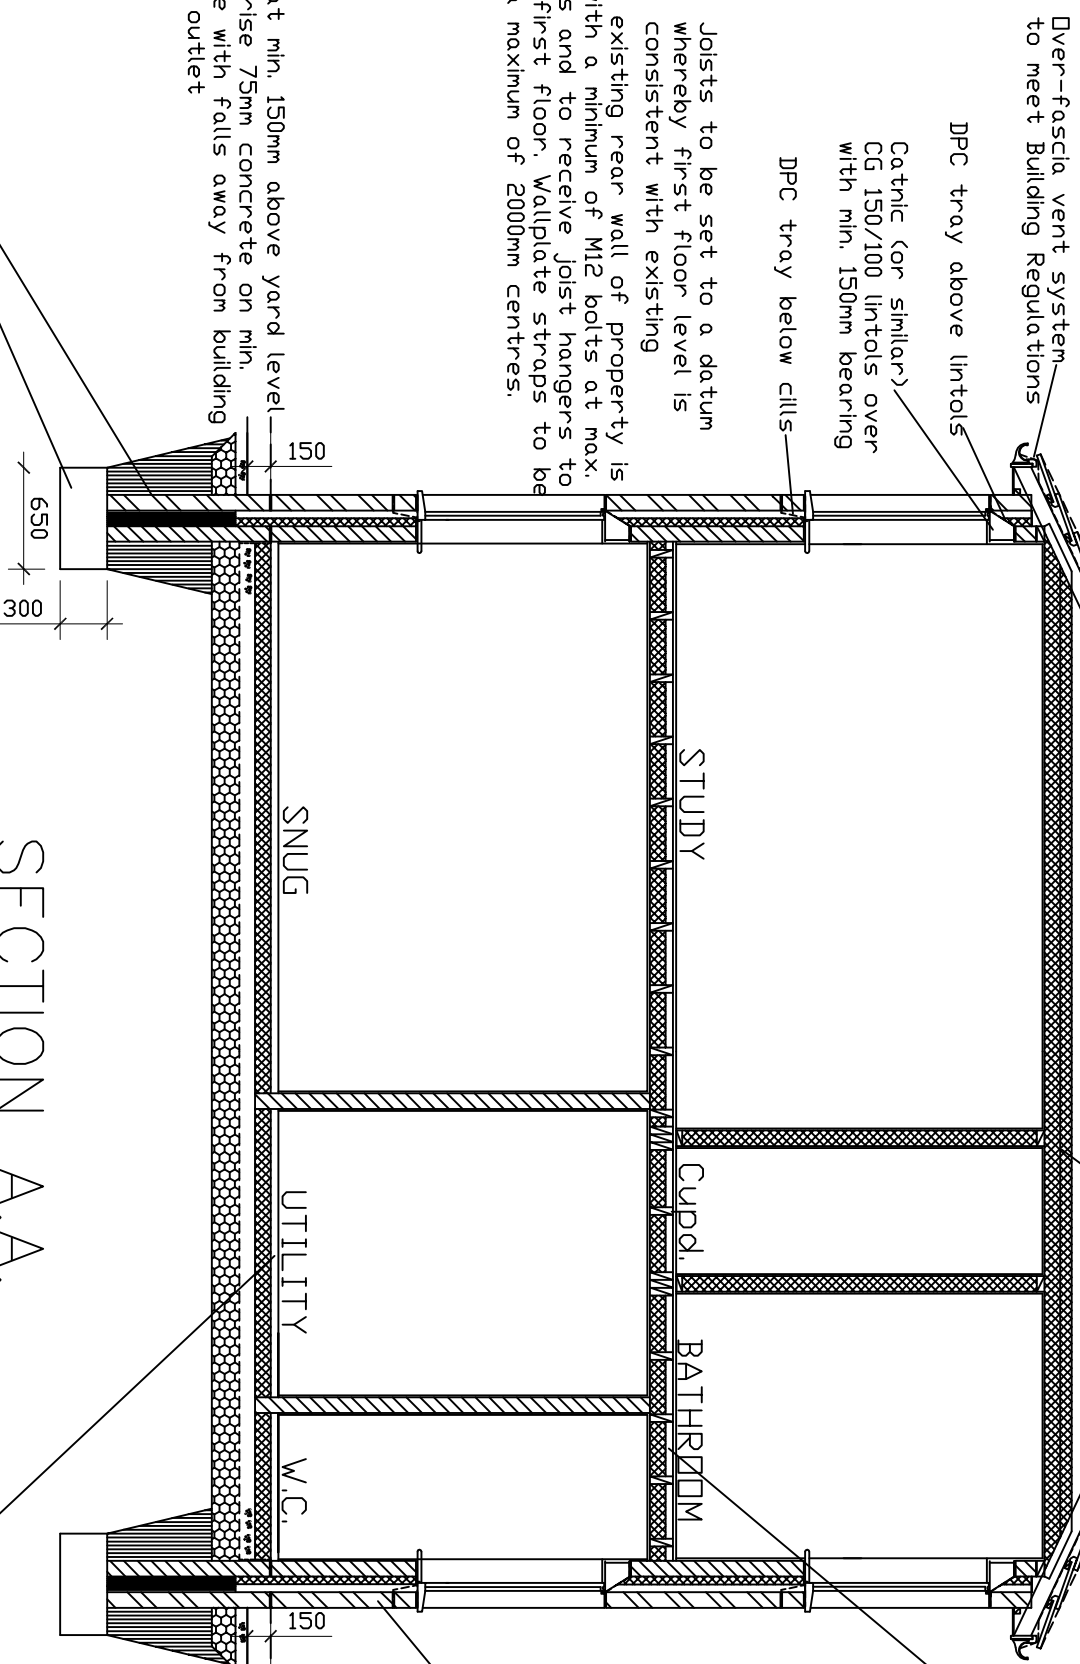 Over-fascia vent system
to meet Building Regulations
DPC tray above lintols
Catnic (or similar)
CG 150/100 lintols over
with min. 150mm bearing
DPC tray below cills
Joists to be set to a datum
whereby first floor level is
consistent with existing
existing rear wall of property is
with a minimum of M12 bolts at max.
s and to receive joist hangers to
first floor. Wallplate straps to be
maximum of 2000mm centres.
at min. 150mm above yard level
rise 75mm concrete on min.
e with falls away from building
outlet
150
650
300
STUDY
Cupd.
BATHROOM
SNUG
UTILITY
W.C.
150
SECTION A.A.